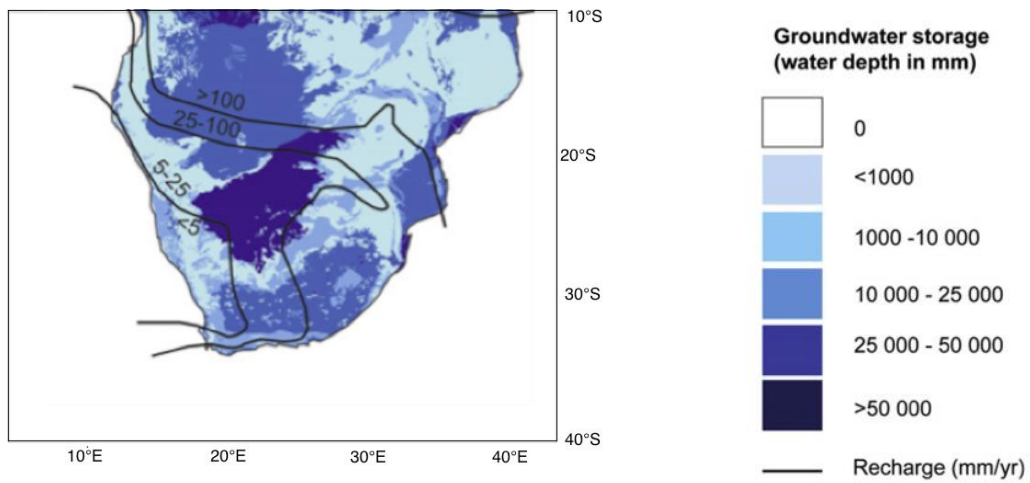 10°S
20°S
30°S
40°S
10°E
20°E
30°E
40°E
>100
25-100
5-25
<5
Groundwater storage
(water depth in mm)
0
<1000
1000 -10 000
10 000 - 25 000
25 000 - 50 000
>50 000
Recharge (mm/yr)